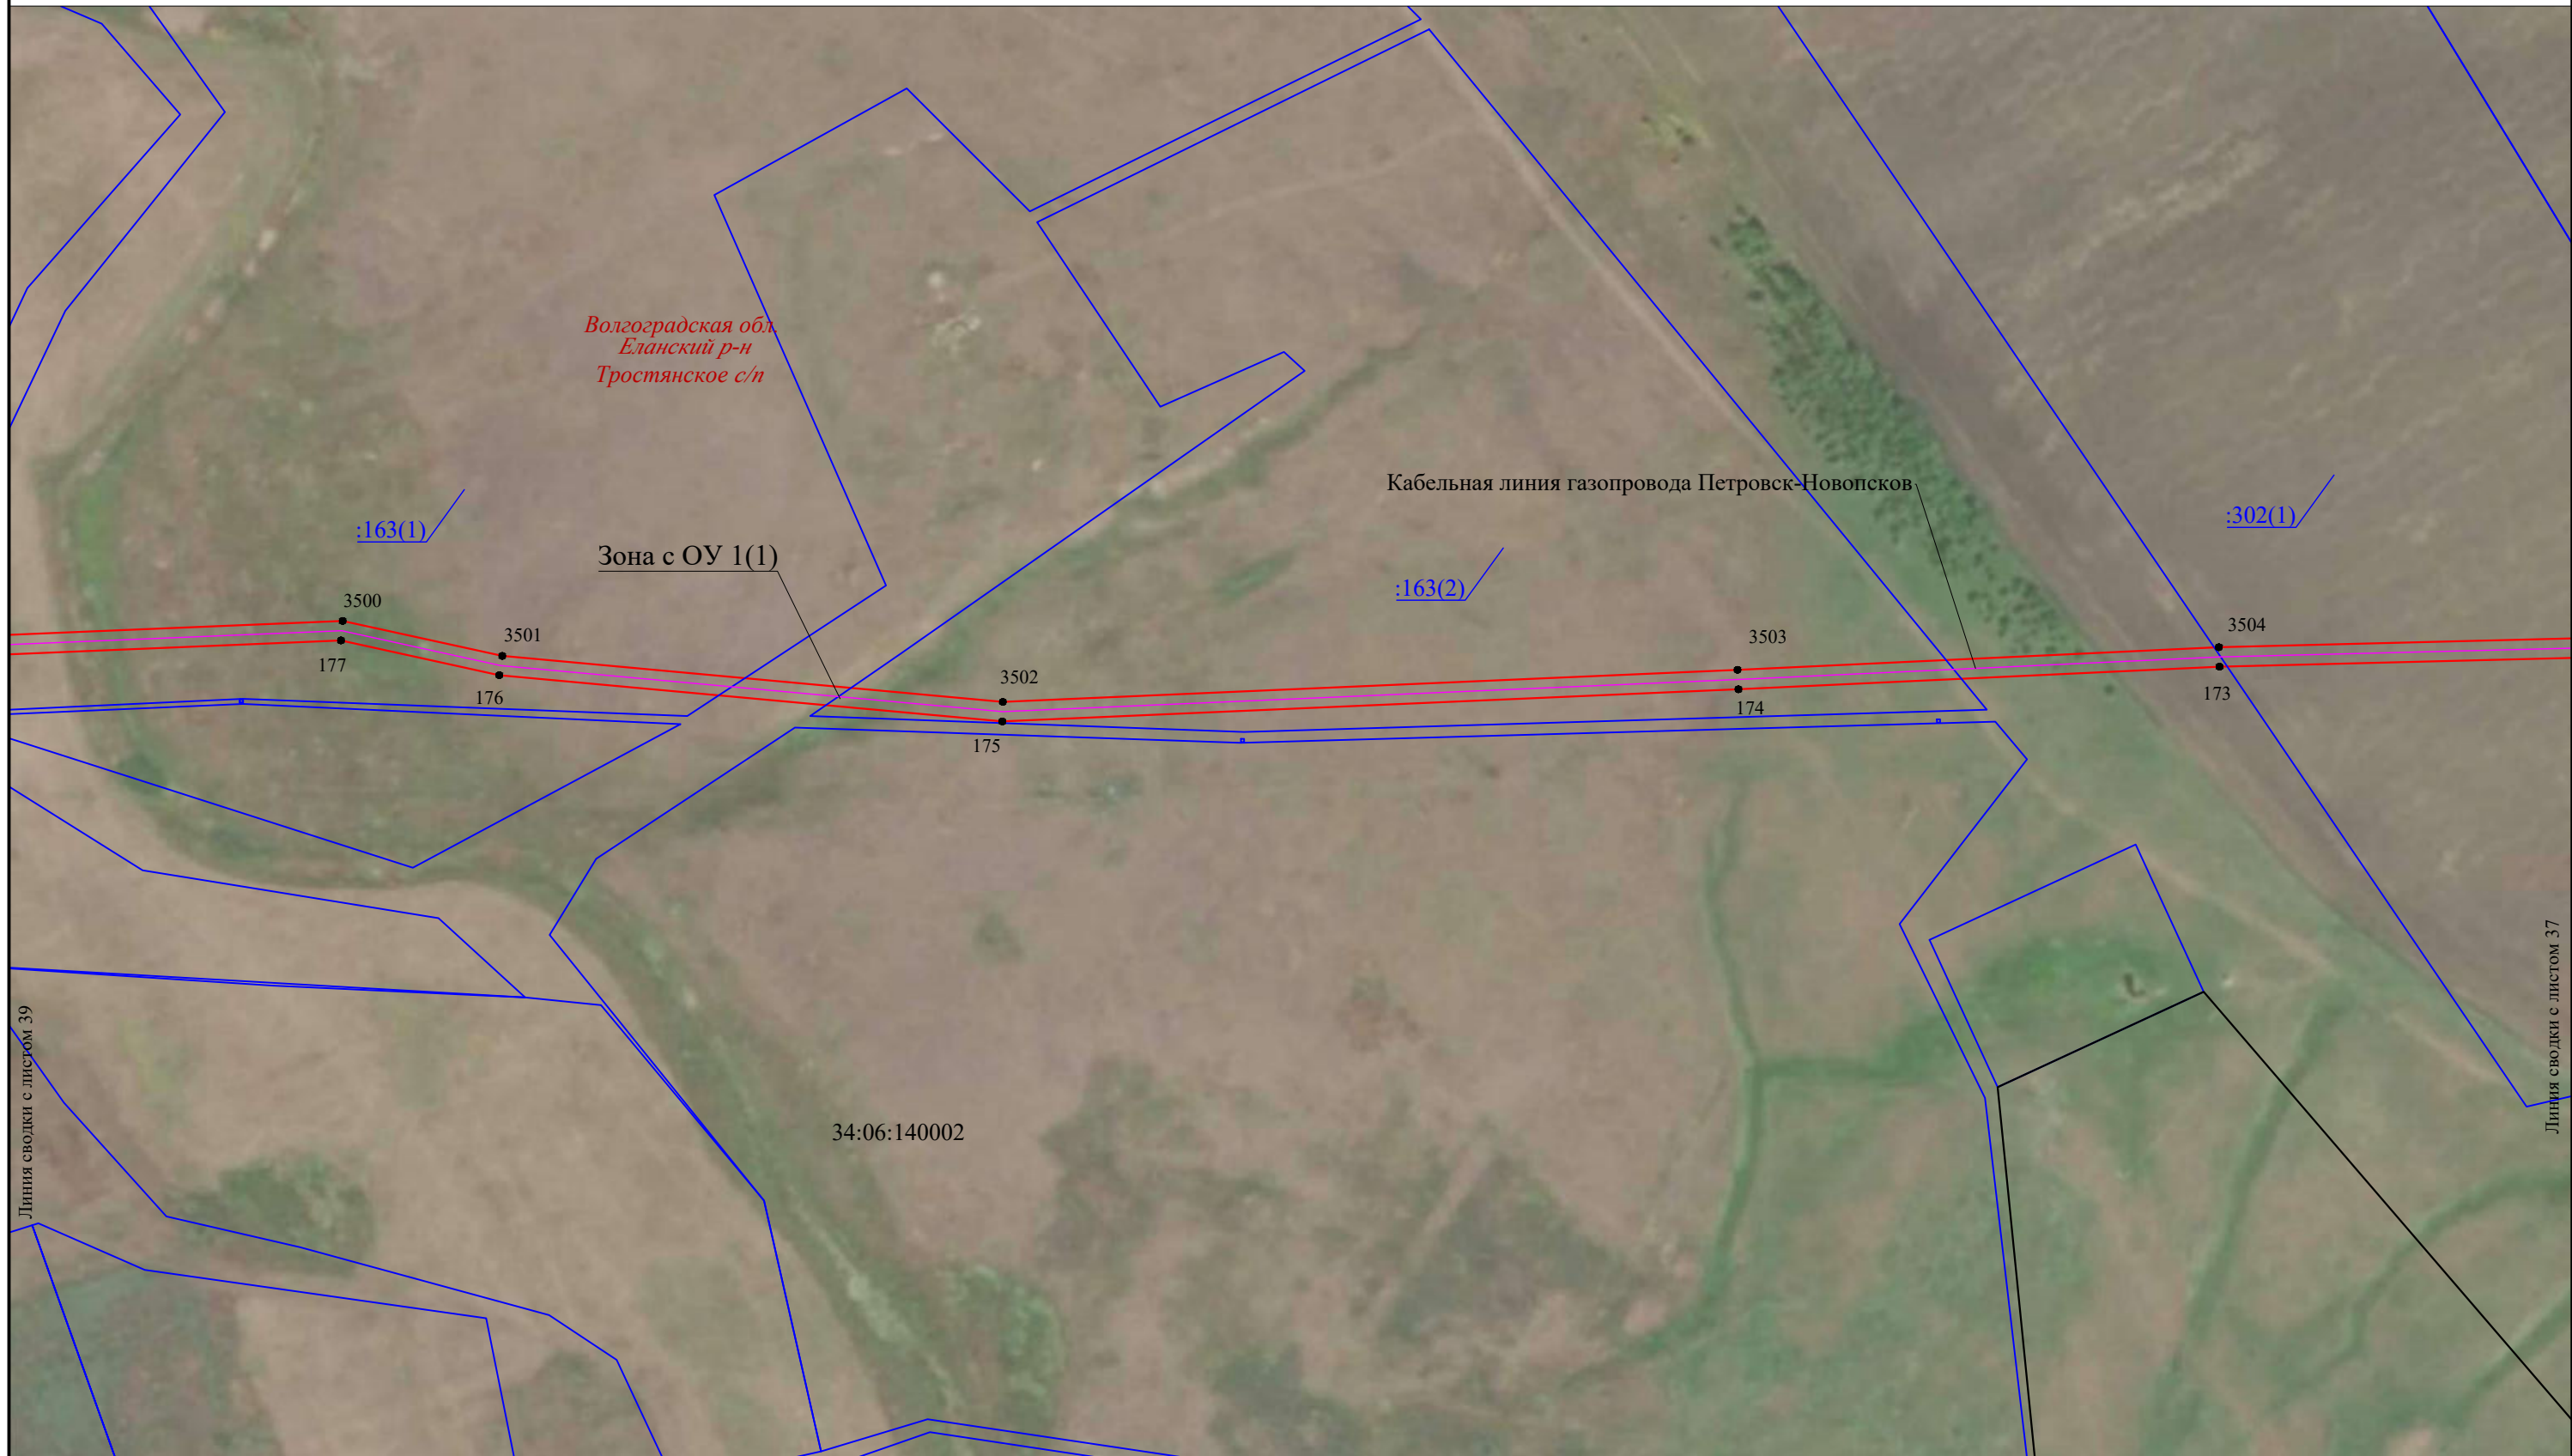 Волгоградская обл.
Еланский р-н
Тростянское с/п
Кабельная линия газопровода Петровск-Новопсков
:163(1)
:302(1)
Зона с ОУ 1(1)
:163(2)
3500
3501
3502
3503
3504
177
176
175
174
173
34:06:140002
Линия сводки с листом 39
Линия сводки с листом 37